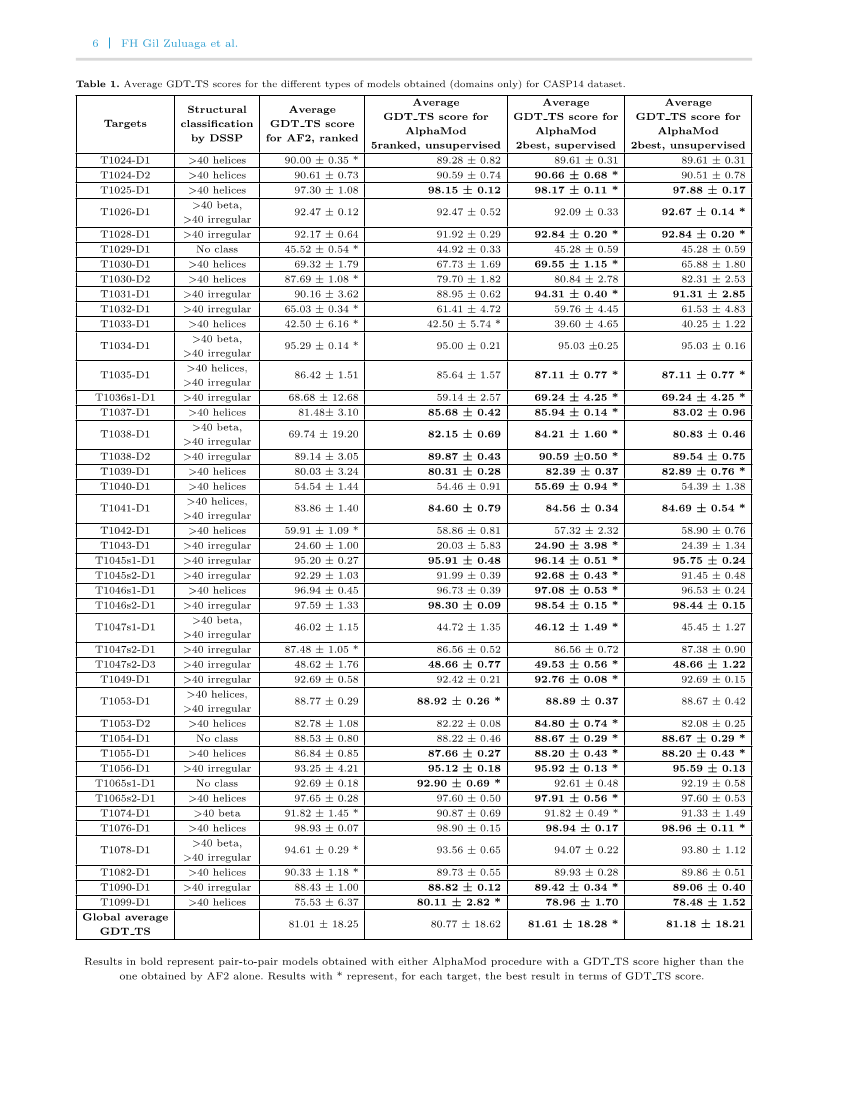 6 | FH Gil Zuluaga et al.
Table 1. Average GDT_TS scores for the different types of models obtained (domains only) for CASP14 dataset.
Targets | Structural classification by DSSP | Average GDT_TS score for AF2, ranked | Average GDT_TS score for AlphaMod 5ranked, unsupervised | Average GDT_TS score for AlphaMod 2best, supervised | Average GDT_TS score for AlphaMod 2best, unsupervised
T1024-D1 >40 helices 90.00 ± 0.35 * 89.28 ± 0.82 89.61 ± 0.31 89.61 ± 0.31
T1024-D2 >40 helices 90.61 ± 0.73 90.59 ± 0.74 90.66 ± 0.68 * 90.51 ± 0.78
T1025-D1 >40 helices 97.30 ± 1.08 98.15 ± 0.12 98.17 ± 0.11 * 97.88 ± 0.17
T1026-D1 >40 beta, >40 irregular 92.47 ± 0.12 92.47 ± 0.52 92.09 ± 0.33 92.67 ± 0.14 *
T1028-D1 >40 irregular 92.17 ± 0.64 91.92 ± 0.29 92.84 ± 0.20 * 92.84 ± 0.20 *
T1029-D1 No class 45.52 ± 0.54 * 44.92 ± 0.33 45.28 ± 0.59 45.28 ± 0.59
T1030-D1 >40 helices 69.32 ± 1.79 67.73 ± 1.69 69.55 ± 1.15 * 65.88 ± 1.80
T1030-D2 >40 helices 87.69 ± 1.08 * 79.70 ± 1.82 80.84 ± 2.78 82.31 ± 2.53
T1031-D1 >40 irregular 90.16 ± 3.62 88.95 ± 0.62 94.31 ± 0.40 * 91.31 ± 2.85
T1032-D1 >40 irregular 65.03 ± 0.34 * 61.41 ± 4.72 59.76 ± 4.45 61.53 ± 4.83
T1033-D1 >40 helices 42.50 ± 6.16 * 42.50 ± 5.74 * 39.60 ± 4.65 40.25 ± 1.22
T1034-D1 >40 beta, >40 irregular 95.29 ± 0.14 * 95.00 ± 0.21 95.03 ±0.25 95.03 ± 0.16
T1035-D1 >40 helices, >40 irregular 86.42 ± 1.51 85.64 ± 1.57 87.11 ± 0.77 * 87.11 ± 0.77 *
T1036s1-D1 >40 irregular 68.68 ± 12.68 59.14 ± 2.57 69.24 ± 4.25 * 69.24 ± 4.25 *
T1037-D1 >40 helices 81.48± 3.10 85.68 ± 0.42 85.94 ± 0.14 * 83.02 ± 0.96
T1038-D1 >40 beta, >40 irregular 69.74 ± 19.20 82.15 ± 0.69 84.21 ± 1.60 * 80.83 ± 0.46
T1038-D2 >40 irregular 89.14 ± 3.05 89.87 ± 0.43 90.59 ±0.50 * 89.54 ± 0.75
T1039-D1 >40 helices 80.03 ± 3.24 80.31 ± 0.28 82.39 ± 0.37 82.89 ± 0.76 *
T1040-D1 >40 helices 54.54 ± 1.44 54.46 ± 0.91 55.69 ± 0.94 * 54.39 ± 1.38
T1041-D1 >40 helices, >40 irregular 83.86 ± 1.40 84.60 ± 0.79 84.56 ± 0.34 84.69 ± 0.54 *
T1042-D1 >40 helices 59.91 ± 1.09 * 58.86 ± 0.81 57.32 ± 2.32 58.90 ± 0.76
T1043-D1 >40 irregular 24.60 ± 1.00 20.03 ± 5.83 24.90 ± 3.98 * 24.39 ± 1.34
T1045s1-D1 >40 irregular 95.20 ± 0.27 95.91 ± 0.48 96.14 ± 0.51 * 95.75 ± 0.24
T1045s2-D1 >40 irregular 92.29 ± 1.03 91.99 ± 0.39 92.68 ± 0.43 * 91.45 ± 0.48
T1046s1-D1 >40 helices 96.94 ± 0.45 96.73 ± 0.39 97.08 ± 0.53 * 96.53 ± 0.24
T1046s2-D1 >40 irregular 97.59 ± 1.33 98.30 ± 0.09 98.54 ± 0.15 * 98.44 ± 0.15
T1047s1-D1 >40 beta, >40 irregular 46.02 ± 1.15 44.72 ± 1.35 46.12 ± 1.49 * 45.45 ± 1.27
T1047s2-D1 >40 irregular 87.48 ± 1.05 * 86.56 ± 0.52 86.56 ± 0.72 87.38 ± 0.90
T1047s2-D3 >40 irregular 48.62 ± 1.76 48.66 ± 0.77 49.53 ± 0.56 * 48.66 ± 1.22
T1049-D1 >40 irregular 92.69 ± 0.58 92.42 ± 0.21 92.76 ± 0.08 * 92.69 ± 0.15
T1053-D1 >40 helices, >40 irregular 88.77 ± 0.29 88.92 ± 0.26 * 88.89 ± 0.37 88.67 ± 0.42
T1053-D2 >40 helices 82.78 ± 1.08 82.22 ± 0.08 84.80 ± 0.74 * 82.08 ± 0.25
T1054-D1 No class 88.53 ± 0.80 88.22 ± 0.46 88.67 ± 0.29 * 88.67 ± 0.29 *
T1055-D1 >40 helices 86.84 ± 0.85 87.66 ± 0.27 88.20 ± 0.43 * 88.20 ± 0.43 *
T1056-D1 >40 irregular 93.25 ± 4.21 95.12 ± 0.18 95.92 ± 0.13 * 95.59 ± 0.13
T1065s1-D1 No class 92.69 ± 0.18 92.90 ± 0.69 * 92.61 ± 0.48 92.19 ± 0.58
T1065s2-D1 >40 helices 97.65 ± 0.28 97.60 ± 0.50 97.91 ± 0.56 * 97.60 ± 0.53
T1074-D1 >40 beta 91.82 ± 1.45 * 90.87 ± 0.69 91.82 ± 0.49 * 91.33 ± 1.49
T1076-D1 >40 helices 98.93 ± 0.07 98.90 ± 0.15 98.94 ± 0.17 98.96 ± 0.11 *
T1078-D1 >40 beta, >40 irregular 94.61 ± 0.29 * 93.56 ± 0.65 94.07 ± 0.22 93.80 ± 1.12
T1082-D1 >40 helices 90.33 ± 1.18 * 89.73 ± 0.55 89.93 ± 0.28 89.86 ± 0.51
T1090-D1 >40 irregular 88.43 ± 1.00 88.82 ± 0.12 89.42 ± 0.34 * 89.06 ± 0.40
T1099-D1 >40 helices 75.53 ± 6.37 80.11 ± 2.82 * 78.96 ± 1.70 78.48 ± 1.52
Global average GDT_TS 81.01 ± 18.25 80.77 ± 18.62 81.61 ± 18.28 * 81.18 ± 18.21
Results in bold represent pair-to-pair models obtained with either AlphaMod procedure with a GDT_TS score higher than the
one obtained by AF2 alone. Results with * represent, for each target, the best result in terms of GDT_TS score.